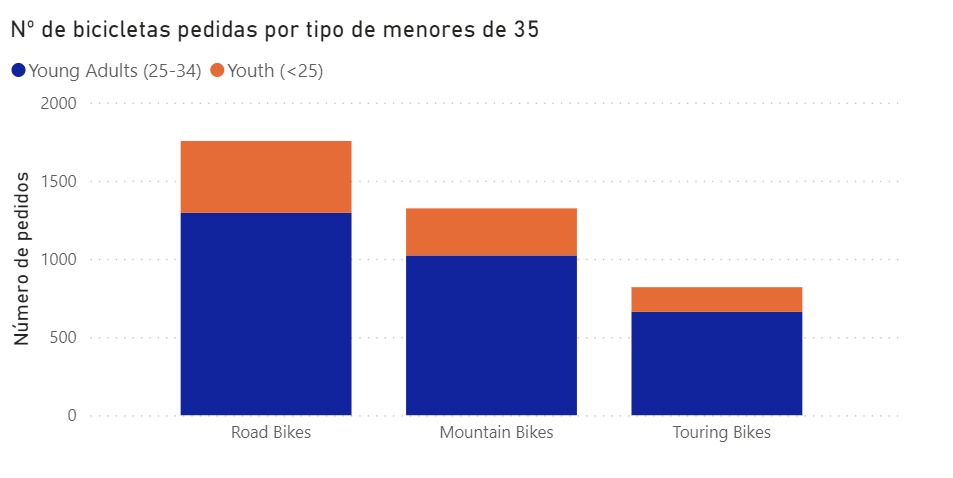 Nº de bicicletas pedidas por tipo de menores de 35
Young Adults (25-34) Youth (<25)
Número de pedidos
2000
1500
1000
500
0
Road Bikes Mountain Bikes Touring Bikes